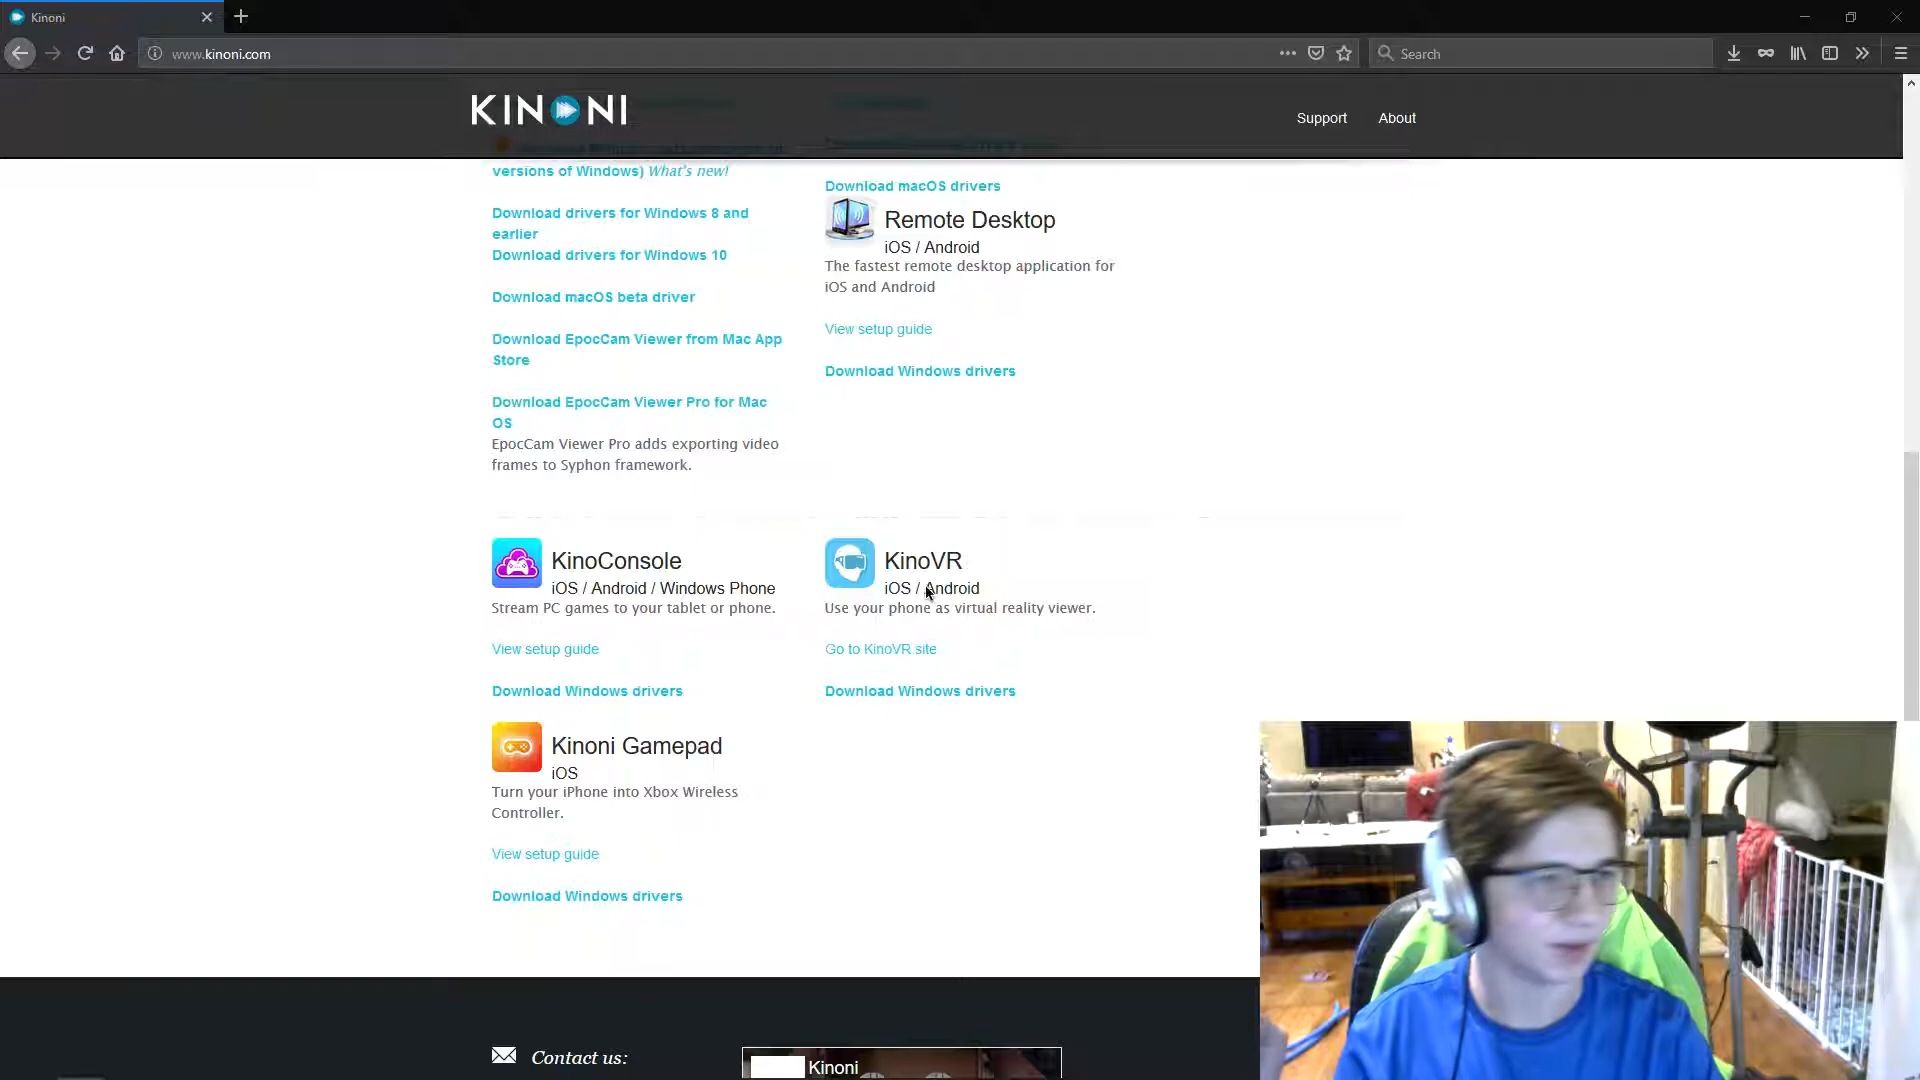 Kinoni
www.kinoni.com
Search
KINONI
Support
About
versions of Windows) What's new!
Download drivers for Windows 8 and
earlier
Download drivers for Windows 10
Download macOS beta driver
Download EpocCam Viewer from Mac App
Store
Download EpocCam Viewer Pro for Mac
OS
EpocCam Viewer Pro adds exporting video
frames to Syphon framework.
Download macOS drivers
Remote Desktop
iOS / Android
The fastest remote desktop application for
iOS and Android
View setup guide
Download Windows drivers
KinoConsole
iOS / Android / Windows Phone
Stream PC games to your tablet or phone.
View setup guide
Download Windows drivers
KinoVR
iOS / Android
Use your phone as virtual reality viewer.
Go to KinoVR site
Download Windows drivers
Kinoni Gamepad
iOS
Turn your iPhone into Xbox Wireless
Controller.
View setup guide
Download Windows drivers
Contact us:
Kinoni